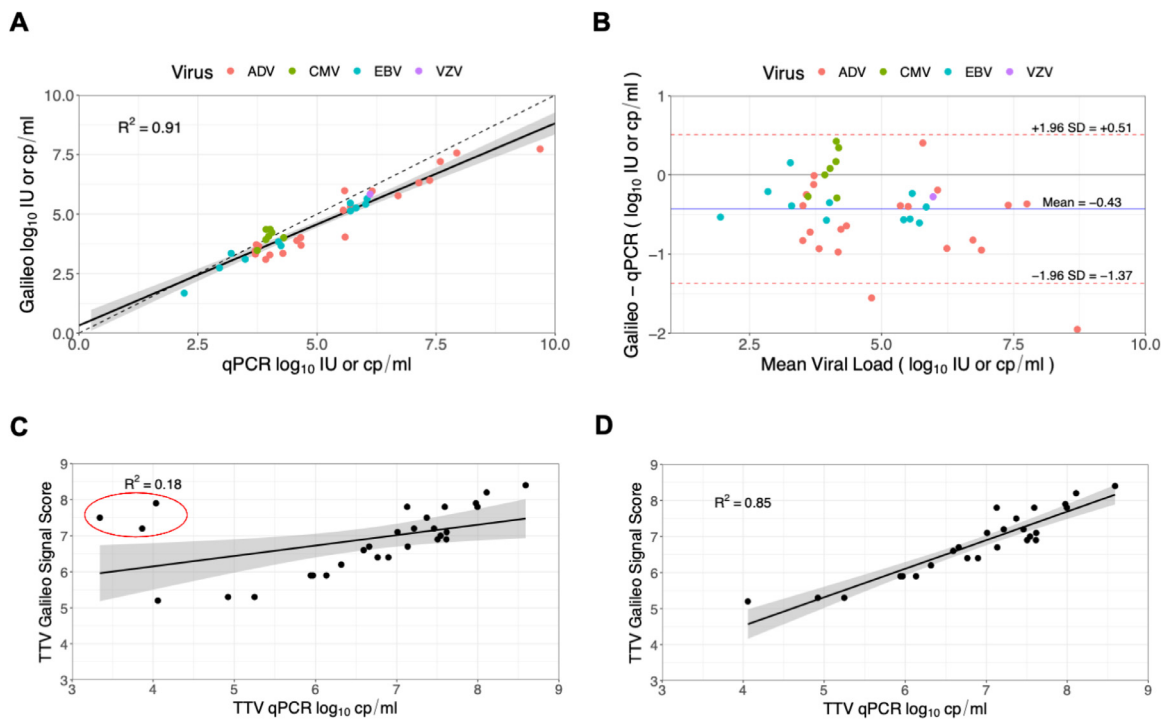 A
Virus ADV CMV EBV VZV
Galileo log10 IU or cp/ml
10.0
7.5
5.0
2.5
0.0
R2 = 0.91
0.0 2.5 5.0 7.5 10.0
qPCR log10 IU or cp/ml
B
Virus ADV CMV EBV VZV
Galileo − qPCR ( log10 IU or cp/ml )
1
0
−1
−2
+1.96 SD = +0.51
Mean = −0.43
−1.96 SD = −1.37
2.5 5.0 7.5 10.0
Mean Viral Load ( log10 IU or cp/ml )
C
TTV Galileo Signal Score
9
8
7
6
5
4
3
R2 = 0.18
3 4 5 6 7 8 9
TTV qPCR log10 cp/ml
D
TTV Galileo Signal Score
9
8
7
6
5
4
3
R2 = 0.85
3 4 5 6 7 8 9
TTV qPCR log10 cp/ml